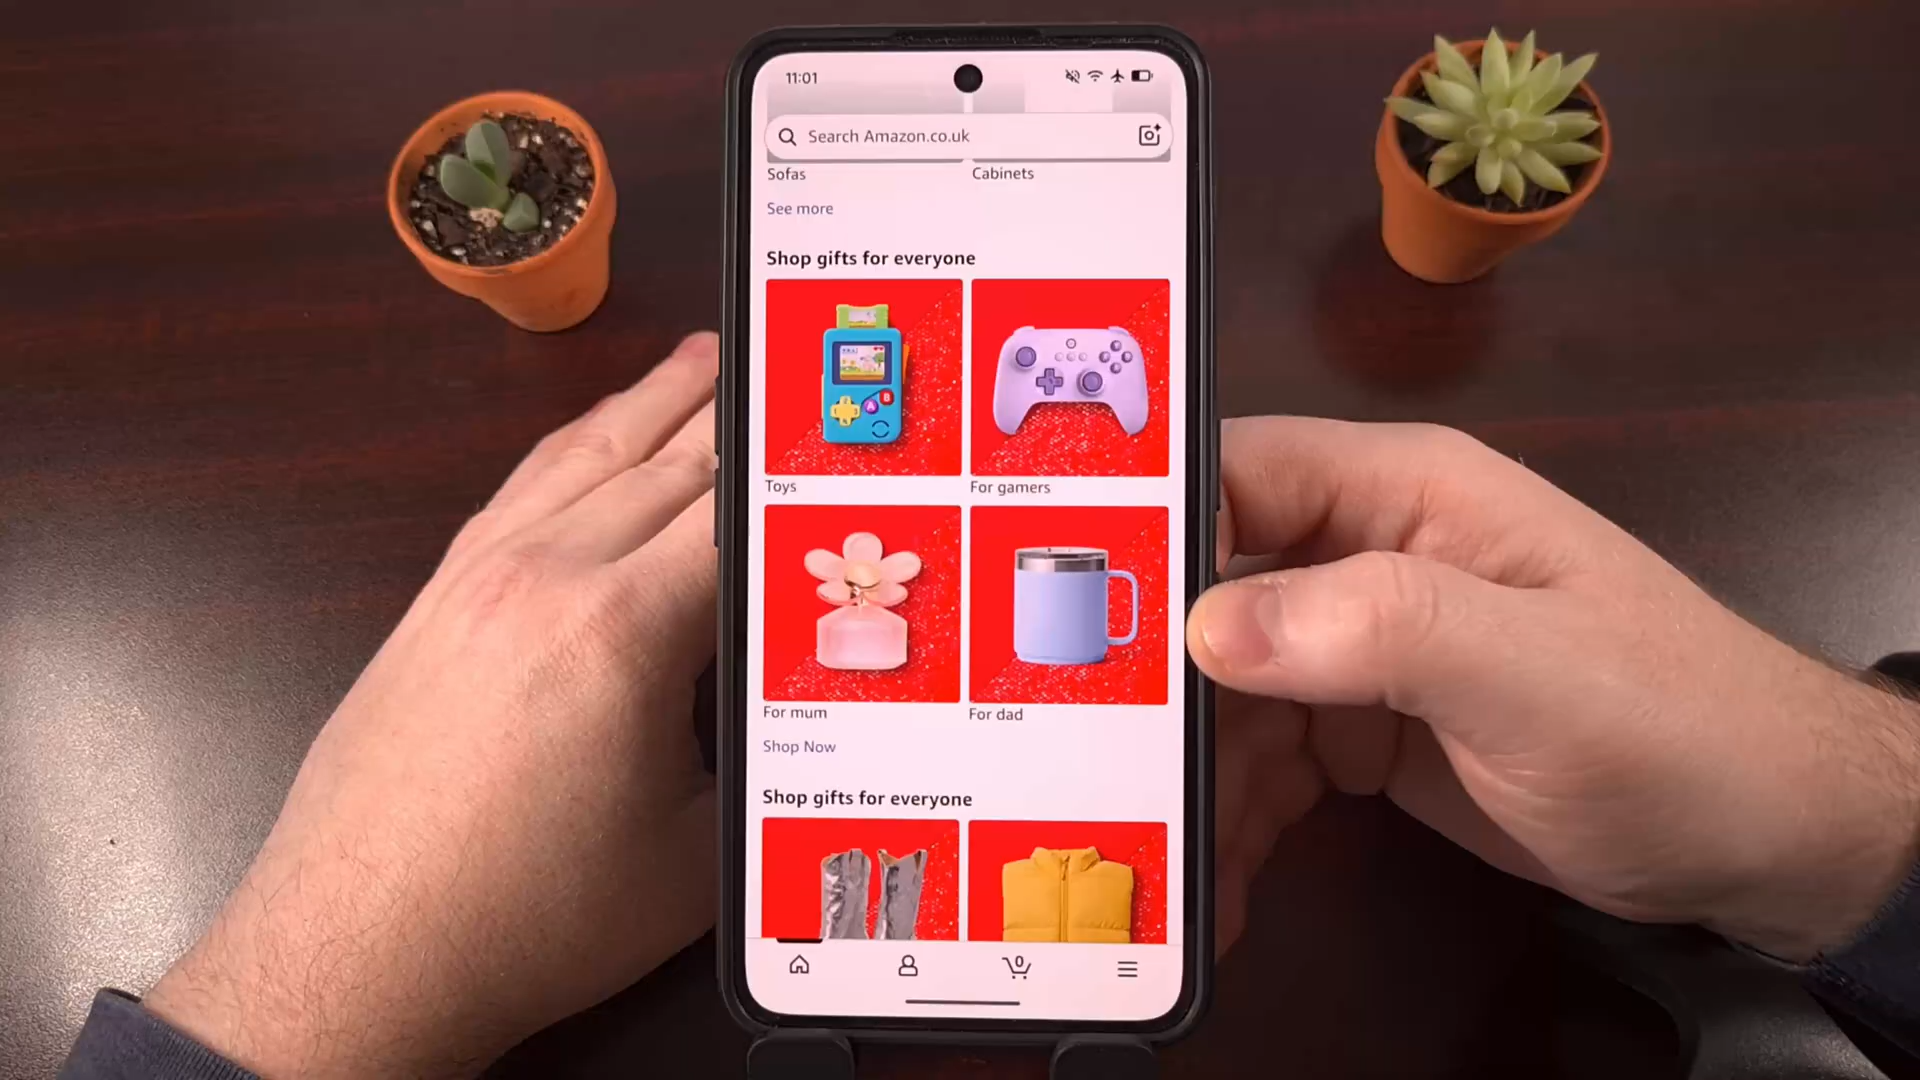 11:01
Search Amazon.co.uk
Sofas
Cabinets
See more
Shop gifts for everyone
A
B
Toys
For gamers
For mum
For dad
Shop Now
Shop gifts for everyone
0